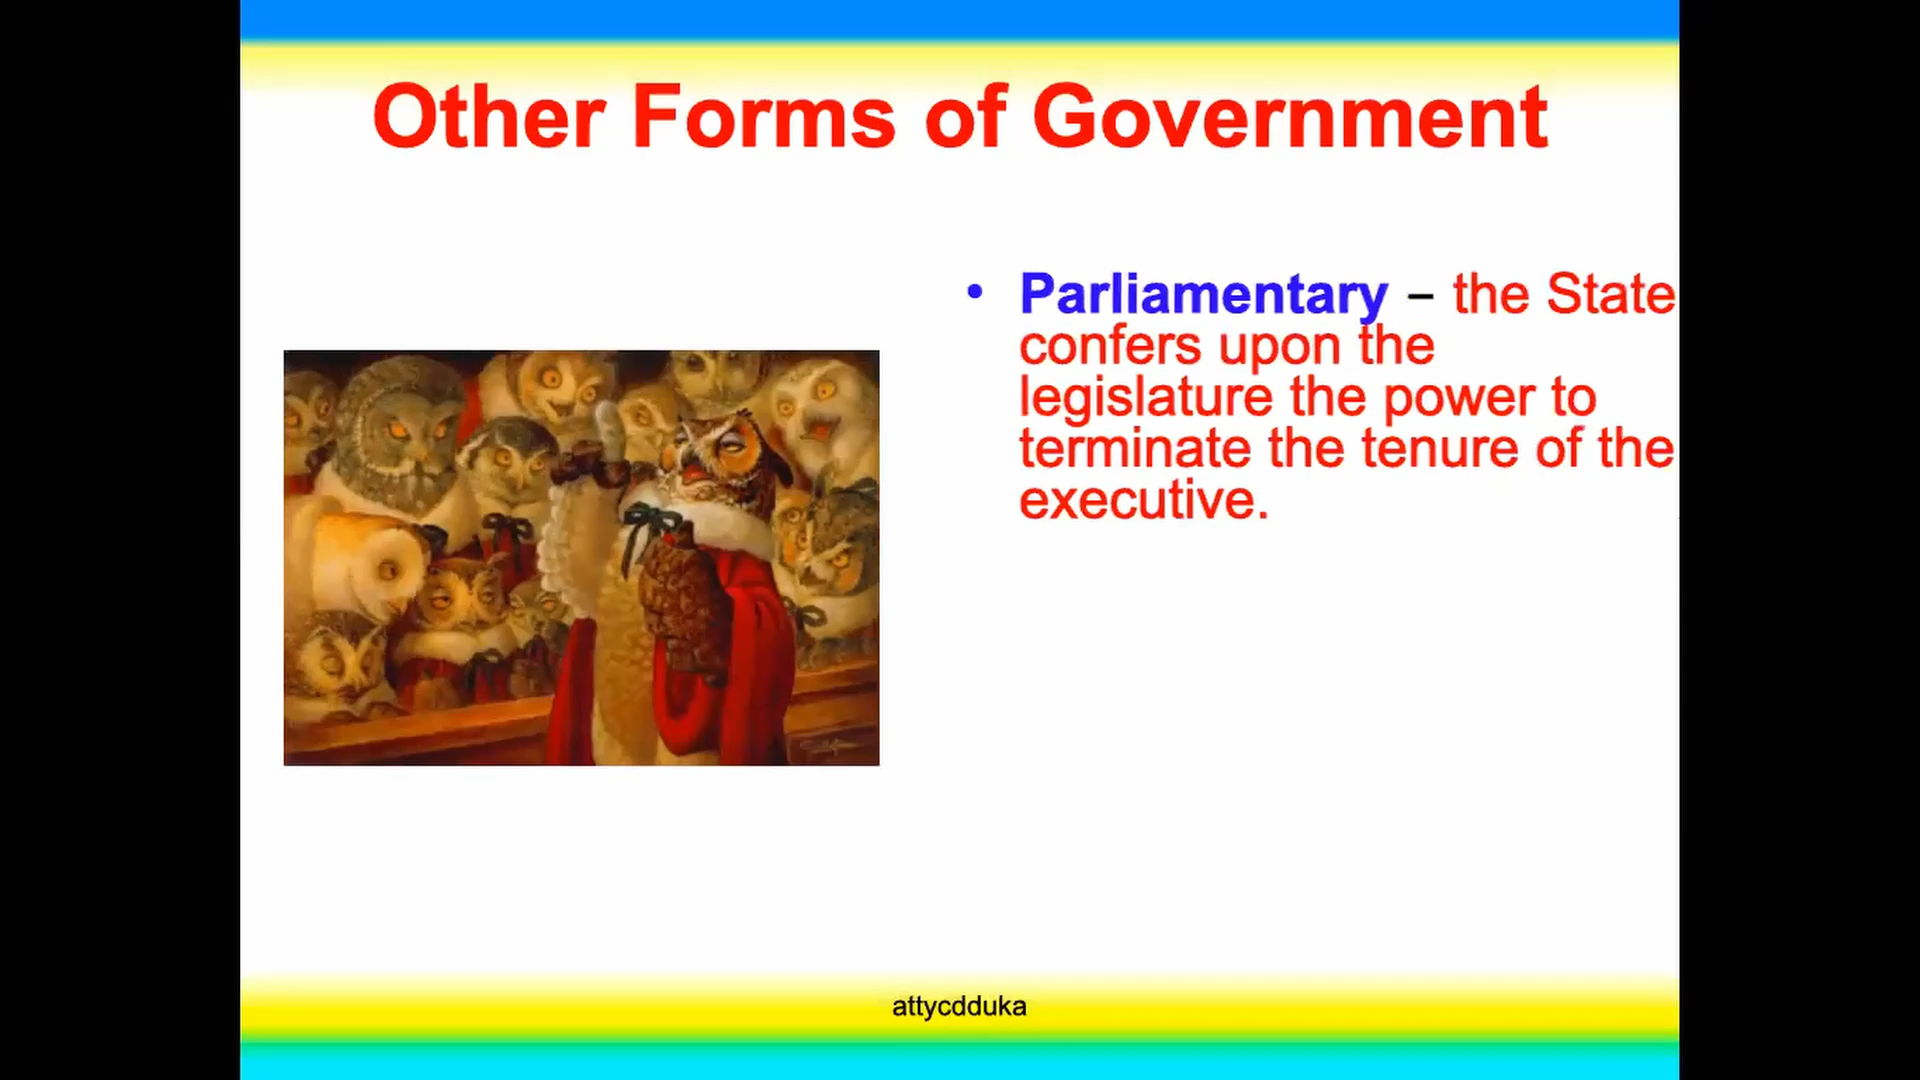 Other Forms of Government
• Parliamentary – the State
confers upon the
legislature the power to
terminate the tenure of the
executive.
attycdduka